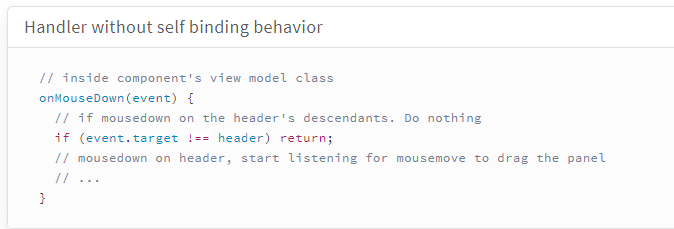 Handler without self binding behavior
// inside component's view model class
onMouseDown(event) {
  // if mousedown on the header's descendants. Do nothing
  if (event.target !== header) return;
  // mousedown on header, start listening for mousemove to drag the panel
  // ...
}